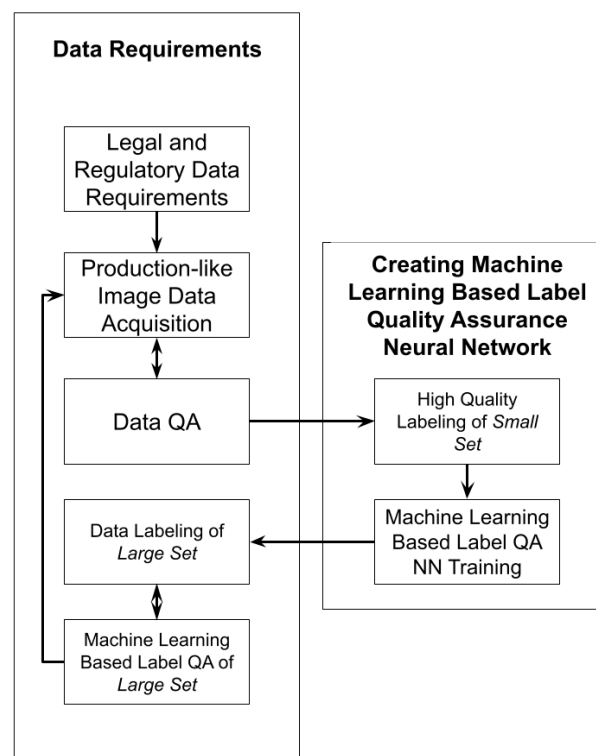 Data Requirements
Legal and
Regulatory Data
Requirements
Production-like
Image Data
Acquisition
Data QA
Data Labeling of
Large Set
Machine Learning
Based Label QA of
Large Set
Creating Machine
Learning Based Label
Quality Assurance
Neural Network
High Quality
Labeling of Small
Set
Machine Learning
Based Label QA
NN Training